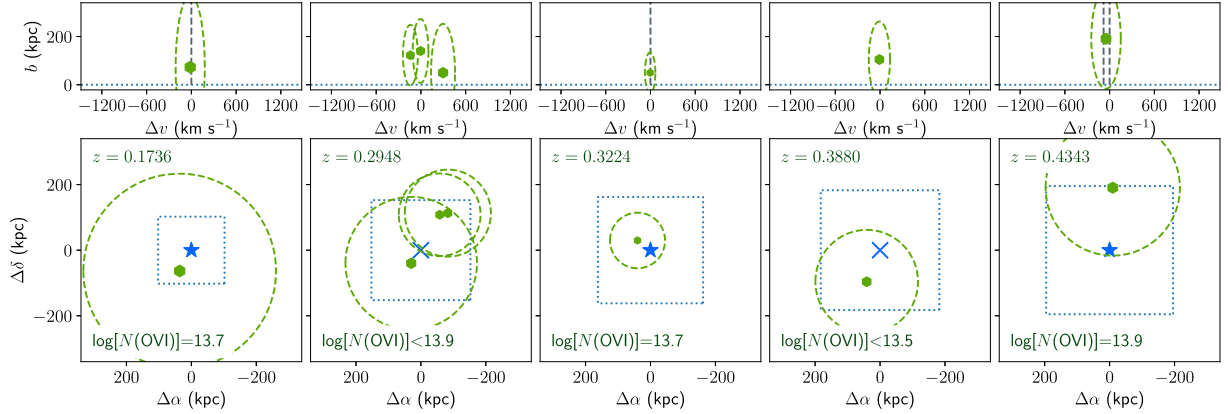 b (kpc)
200
0
−1200 −600 0 600 1200
−1200 −600 0 600 1200
−1200 −600 0 600 1200
−1200 −600 0 600 1200
−1200 −600 0 600 1200
Δv (km s⁻¹)
Δv (km s⁻¹)
Δv (km s⁻¹)
Δv (km s⁻¹)
Δv (km s⁻¹)
Δδ (kpc)
200
0
−200
z = 0.1736
z = 0.2948
z = 0.3224
z = 0.3880
z = 0.4343
log[N(OVI)]=13.7
log[N(OVI)]<13.9
log[N(OVI)]=13.7
log[N(OVI)]<13.5
log[N(OVI)]=13.9
200 0 −200
200 0 −200
200 0 −200
200 0 −200
200 0 −200
Δα (kpc)
Δα (kpc)
Δα (kpc)
Δα (kpc)
Δα (kpc)